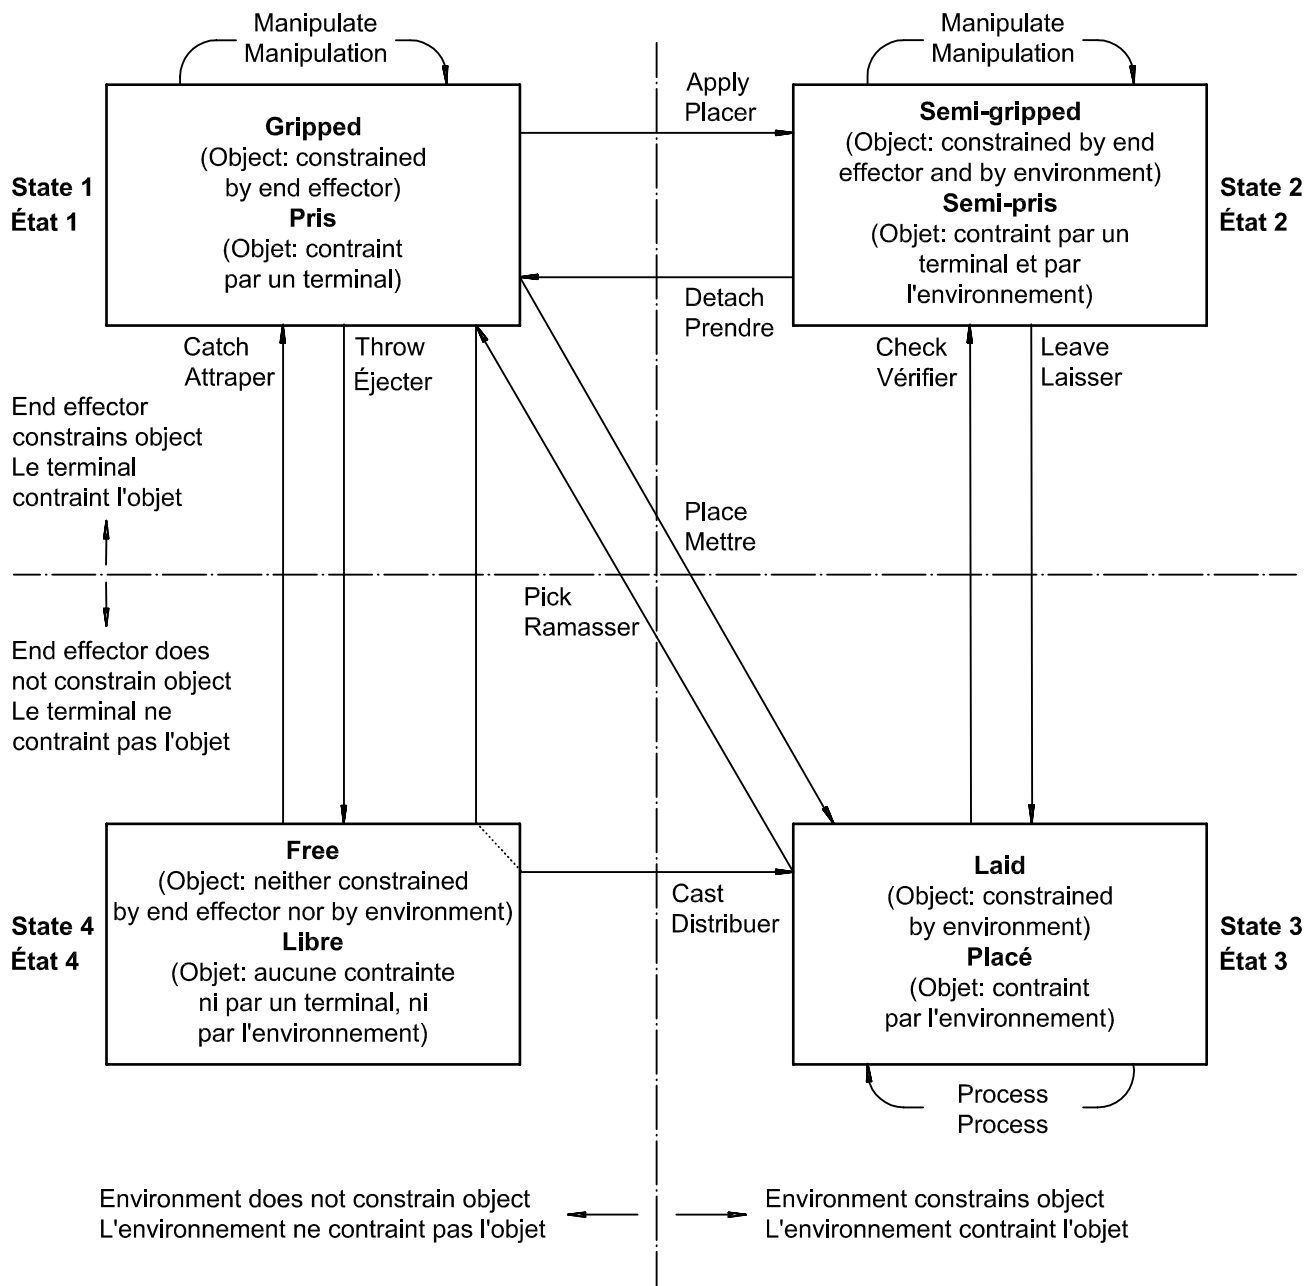 Manipulate
Manipulation
Manipulate
Manipulation
Apply
Placer
Gripped
(Object: constrained
by end effector)
Pris
(Objet: contraint
par un terminal)
Semi-gripped
(Object: constrained by end
effector and by environment)
Semi-pris
(Objet: contraint par un
terminal et par
l'environnement)
State 1
État 1
State 2
État 2
Detach
Prendre
Catch
Attraper
Throw
Éjecter
Check
Vérifier
Leave
Laisser
End effector
constrains object
Le terminal
contraint l'objet
Place
Mettre
Pick
Ramasser
End effector does
not constrain object
Le terminal ne
contraint pas l'objet
Free
(Object: neither constrained
by end effector nor by environment)
Libre
(Objet: aucune contrainte
ni par un terminal, ni
par l'environnement)
State 4
État 4
Cast
Distribuer
Laid
(Object: constrained
by environment)
Placé
(Objet: contraint
par l'environnement)
State 3
État 3
Process
Process
Environment does not constrain object
L'environnement ne contraint pas l'objet
Environment constrains object
L'environnement contraint l'objet